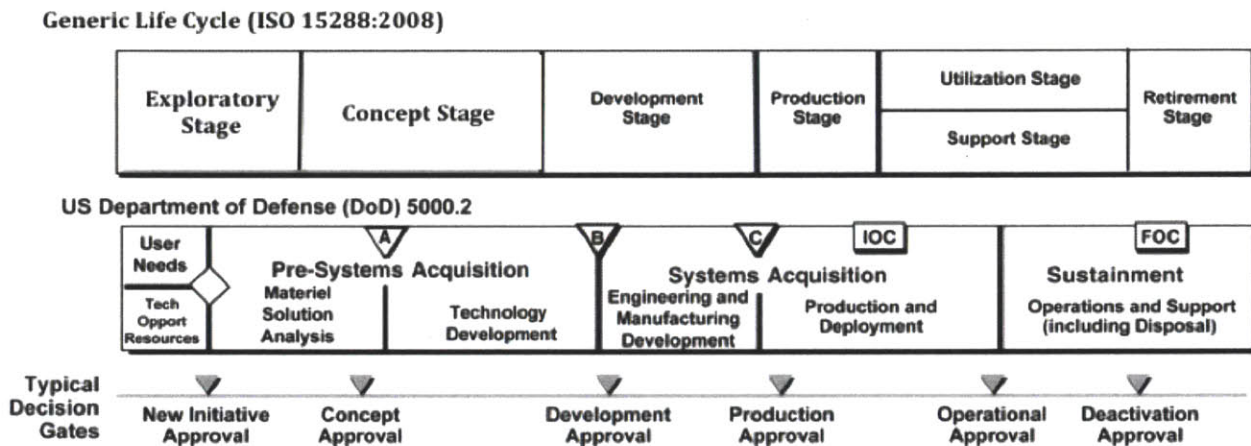 Generic Life Cycle (ISO 15288:2008)
Exploratory
Stage
Concept Stage
Development
Stage
Production
Stage
Utilization Stage
Support Stage
Retirement
Stage
US Department of Defense (DoD) 5000.2
User
Needs
Tech
Opport
Resources
A
B
C
IOC
FOC
Pre-Systems Acquisition
Materiel
Solution
Analysis
Technology
Development
Systems Acquisition
Engineering and
Manufacturing
Development
Production and
Deployment
Sustainment
Operations and Support
(including Disposal)
Typical
Decision
Gates
New Initiative
Approval
Concept
Approval
Development
Approval
Production
Approval
Operational
Approval
Deactivation
Approval